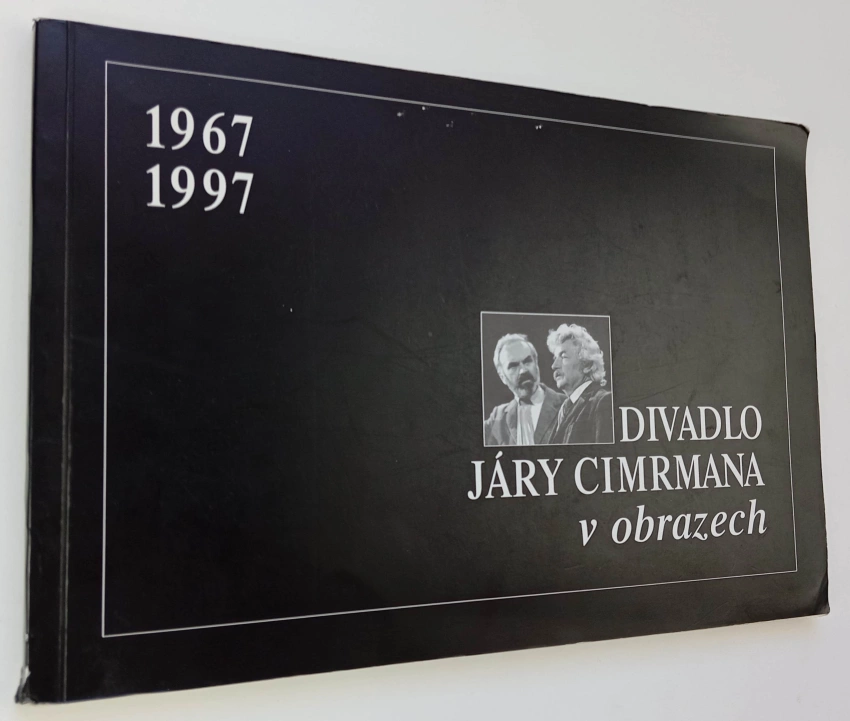 1967
1997
DIVADLO
JÁRY CIMRMANA
v obrazech